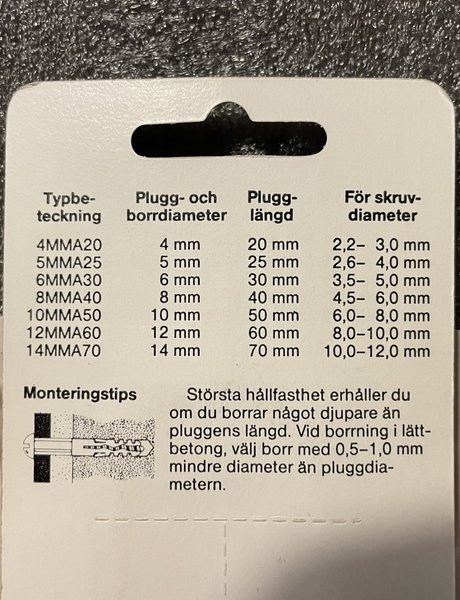 Typbe- Plugg- och Plugg- För skruv-
teckning borrdiameter längd diameter
4MMA20 4 mm 20 mm 2,2– 3,0 mm
5MMA25 5 mm 25 mm 2,6– 4,0 mm
6MMA30 6 mm 30 mm 3,5– 5,0 mm
8MMA40 8 mm 40 mm 4,5– 6,0 mm
10MMA50 10 mm 50 mm 6,0– 8,0 mm
12MMA60 12 mm 60 mm 8,0–10,0 mm
14MMA70 14 mm 70 mm 10,0–12,0 mm
Monteringstips
Största hållfasthet erhåller du
om du borrar något djupare än
pluggens längd. Vid borrning i lätt-
betong, välj borr med 0,5–1,0 mm
mindre diameter än pluggdia-
metern.